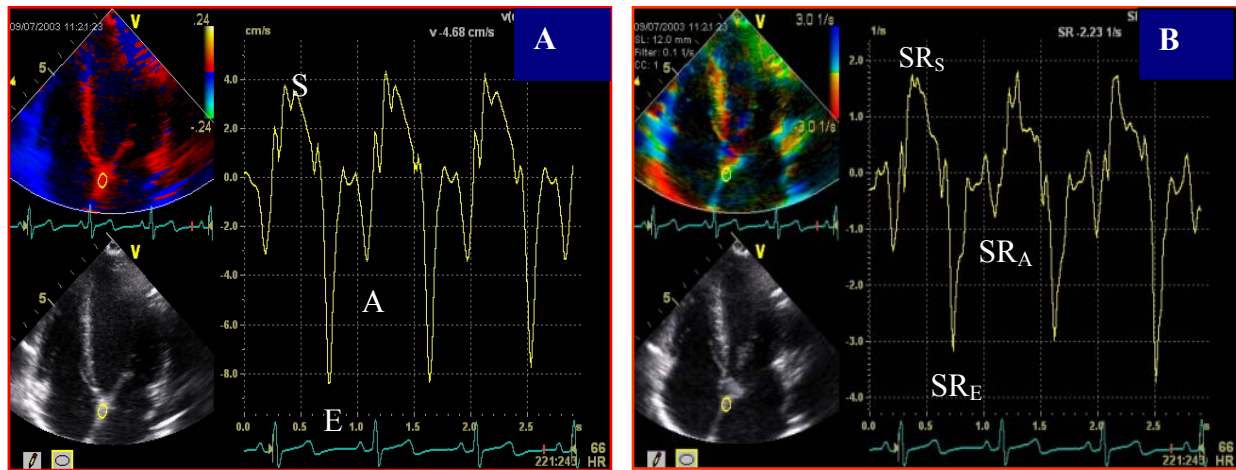 V
.24
v(c
A
09/07/2003 11:21:23
cm/s
v -4.68 cm/s
5
-.24
4.0
2.0
0.0
-2.0
-4.0
-6.0
-8.0
S
A
E
V
5
0.0
0.5
1.0
1.5
2.0
2.5
s
66
221:243
HR
V
3.0 1/s
SI
B
09/07/2003 11:21:23
SL: 12.0 mm
Filter: 0.1 1/s
CC: 1
1/s
SR -2.23 1/s
5
-3.0 1/s
2.0
1.0
0.0
-1.0
-2.0
-3.0
-4.0
SRS
SRA
SRE
V
5
0.0
0.5
1.0
1.5
2.0
2.5
s
66
221:243
HR